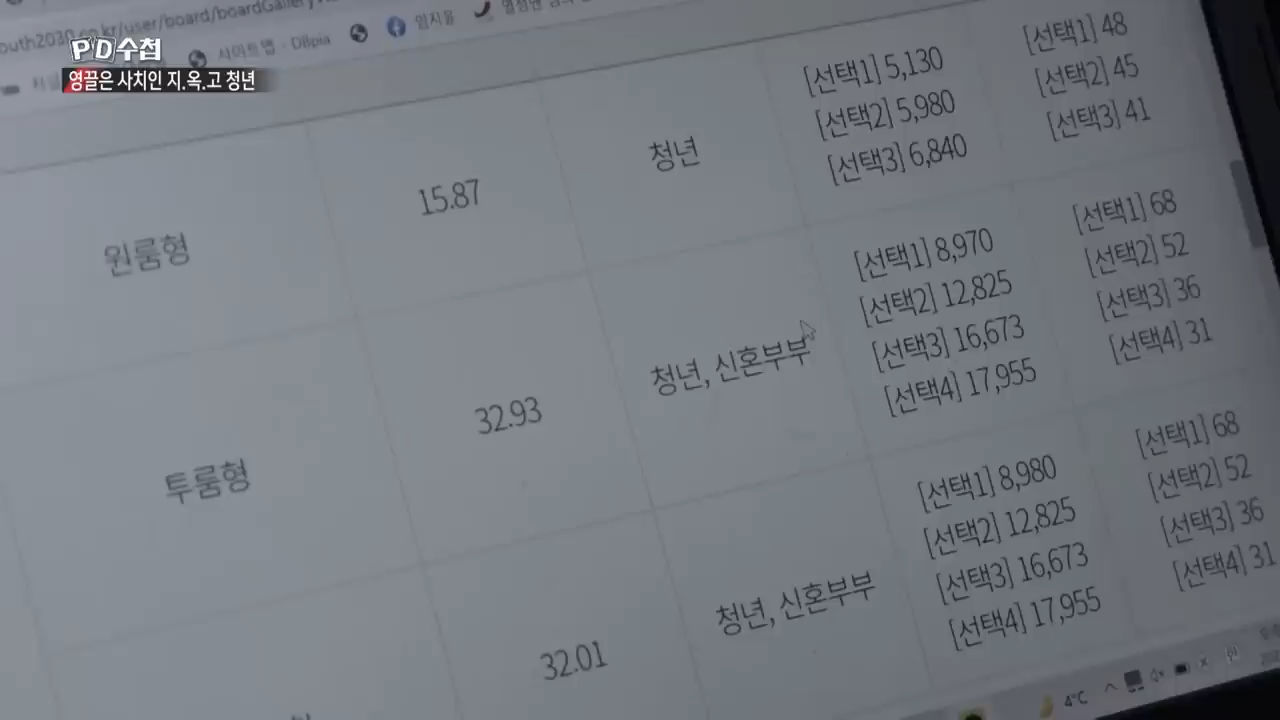 outh2030.co.kr/user/board/boardGallery
사이트맵 · DBpia
임지윤
PD수첩
영끌은 사치인 지.옥.고 청년
원룸형
15.87
청년
[선택1] 5,130
[선택2] 5,980
[선택3] 6,840
[선택1] 48
[선택2] 45
[선택3] 41
투룸형
32.93
청년, 신혼부부
[선택1] 8,970
[선택2] 12,825
[선택3] 16,673
[선택4] 17,955
[선택1] 68
[선택2] 52
[선택3] 36
[선택4] 31
32.01
청년, 신혼부부
[선택1] 8,980
[선택2] 12,825
[선택3] 16,673
[선택4] 17,955
[선택1] 68
[선택2] 52
[선택3] 36
[선택4] 31
4℃